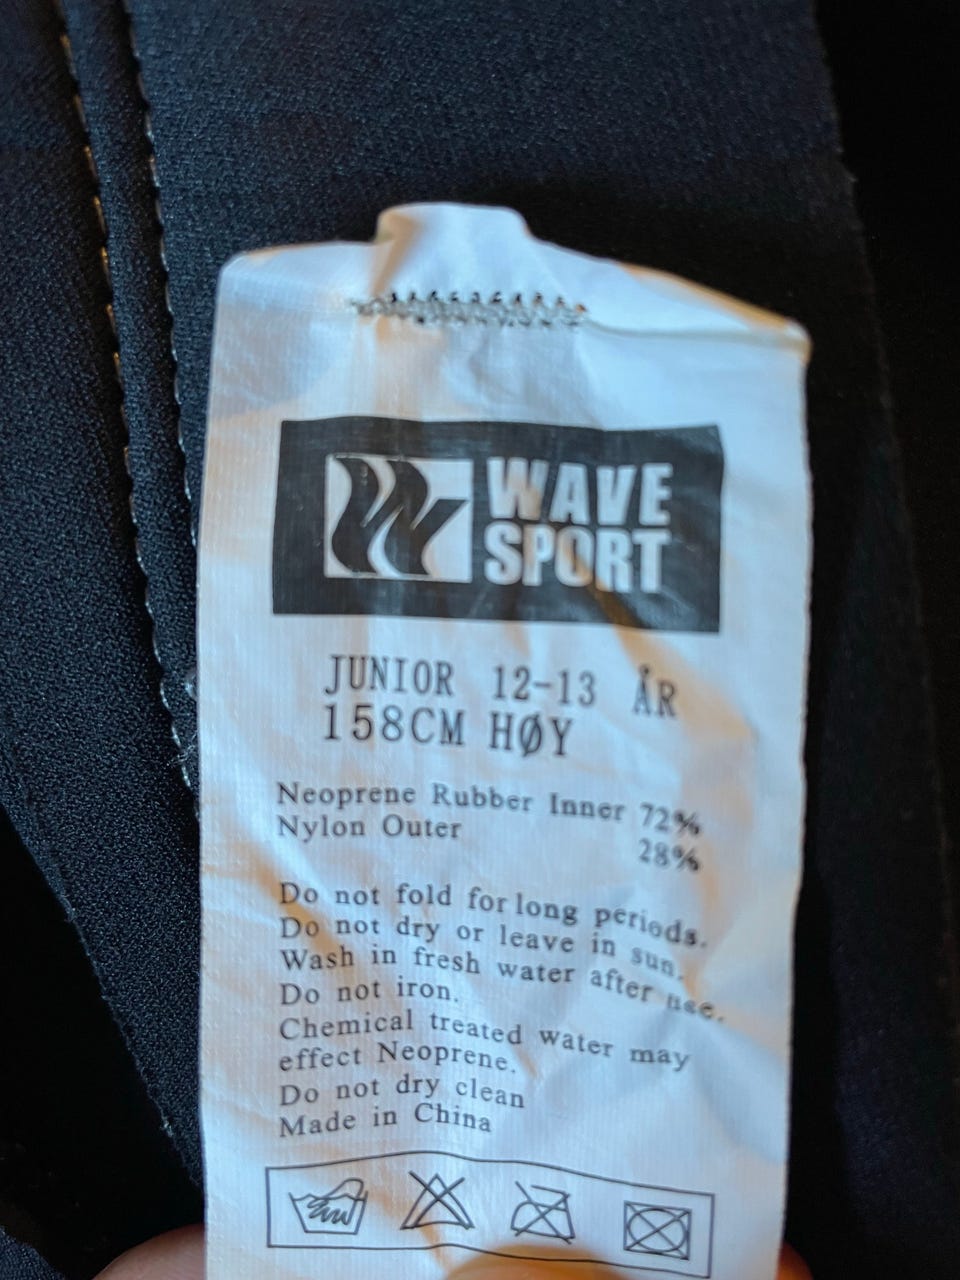 WAVE
SPORT
JUNIOR 12-13 ÅR
158CM HØY
Neoprene Rubber Inner 72%
Nylon Outer 28%
Do not fold for long periods.
Do not dry or leave in sun.
Wash in fresh water after use.
Do not iron.
Chemical treated water may
effect Neoprene.
Do not dry clean
Made in China